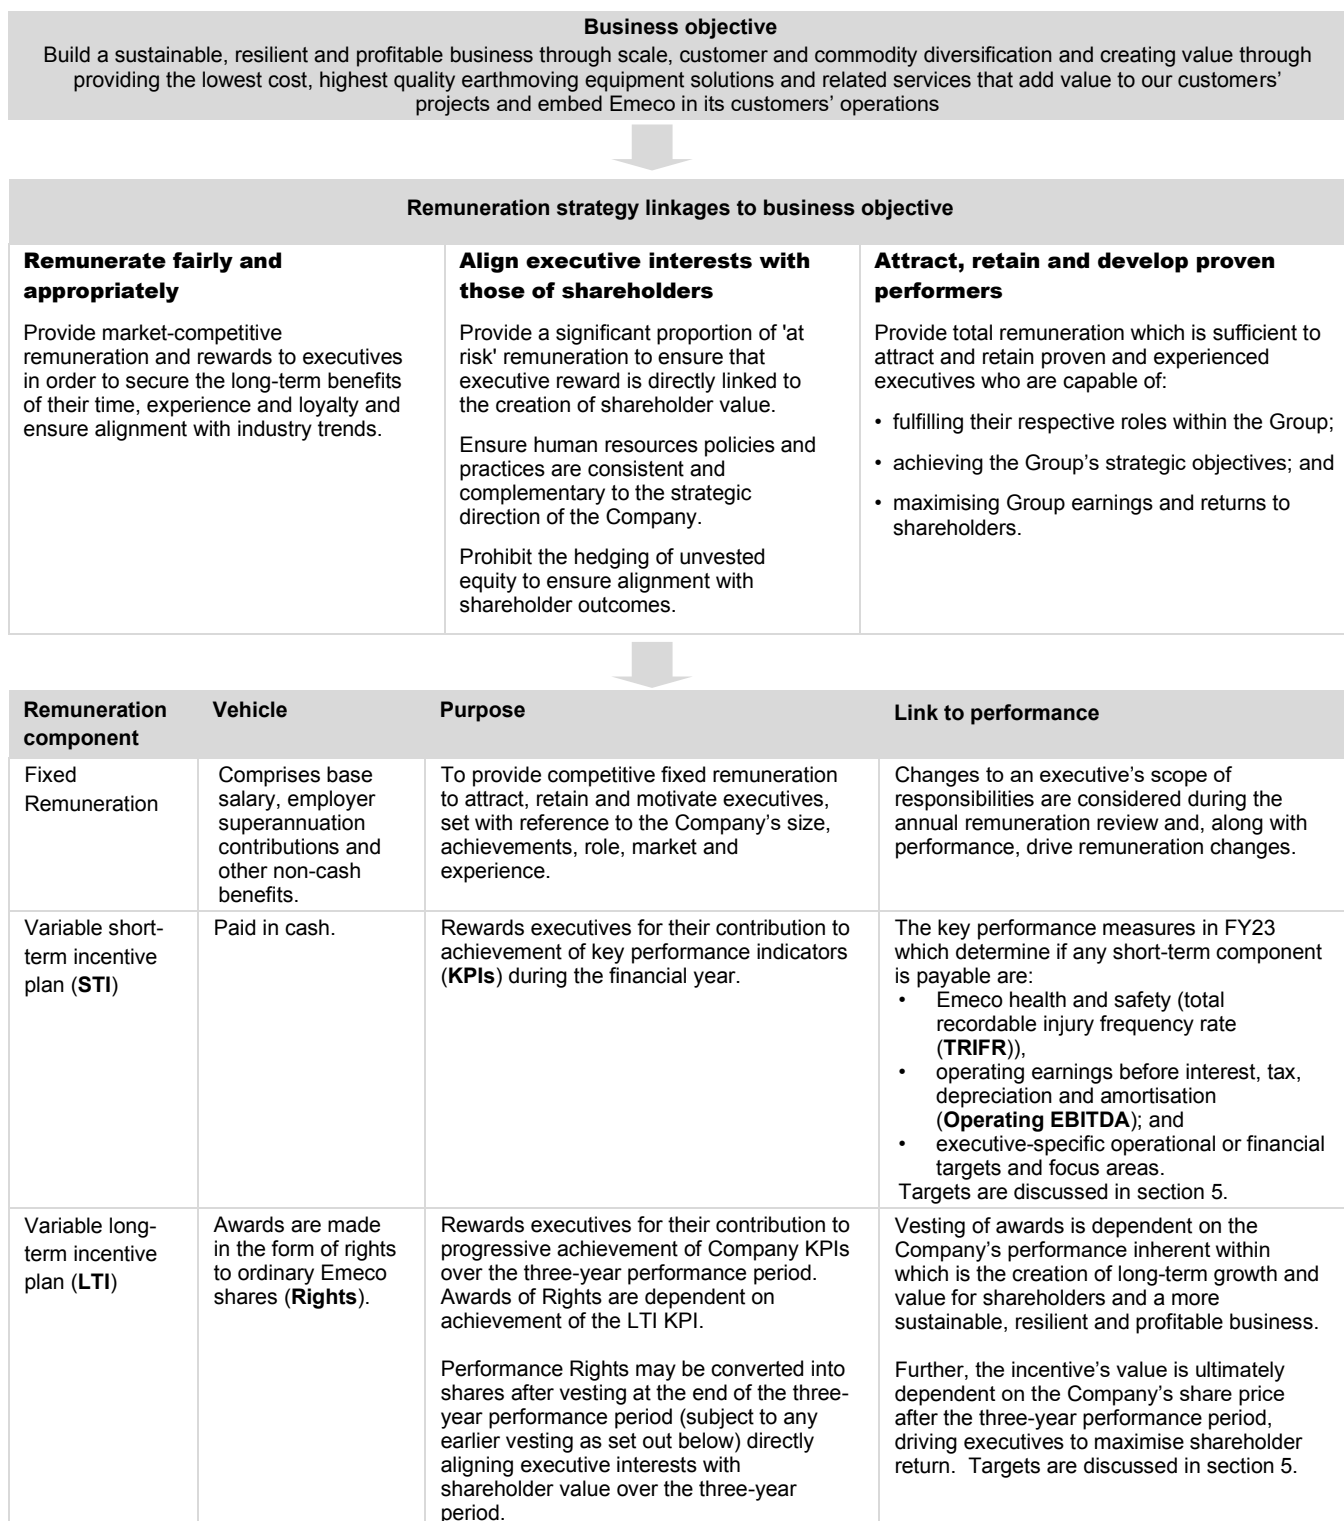 Business objective
Build a sustainable, resilient and profitable business through scale, customer and commodity diversification and creating value through
providing the lowest cost, highest quality earthmoving equipment solutions and related services that add value to our customers'
projects and embed Emeco in its customers' operations
Remuneration strategy linkages to business objective
Remunerate fairly and
appropriately
Provide market-competitive
remuneration and rewards to executives
in order to secure the long-term benefits
of their time, experience and loyalty and
ensure alignment with industry trends.
Align executive interests with
those of shareholders
Provide a significant proportion of 'at
risk' remuneration to ensure that
executive reward is directly linked to
the creation of shareholder value.
Ensure human resources policies and
practices are consistent and
complementary to the strategic
direction of the Company.
Prohibit the hedging of unvested
equity to ensure alignment with
shareholder outcomes.
Attract, retain and develop proven
performers
Provide total remuneration which is sufficient to
attract and retain proven and experienced
executives who are capable of:
• fulfilling their respective roles within the Group;
• achieving the Group's strategic objectives; and
• maximising Group earnings and returns to
shareholders.
Remuneration
component
Vehicle
Purpose
Link to performance
Fixed
Remuneration
Comprises base
salary, employer
superannuation
contributions and
other non-cash
benefits.
To provide competitive fixed remuneration
to attract, retain and motivate executives,
set with reference to the Company's size,
achievements, role, market and
experience.
Changes to an executive's scope of
responsibilities are considered during the
annual remuneration review and, along with
performance, drive remuneration changes.
Variable short-
term incentive
plan (STI)
Paid in cash.
Rewards executives for their contribution to
achievement of key performance indicators
(KPIs) during the financial year.
The key performance measures in FY23
which determine if any short-term component
is payable are:
• Emeco health and safety (total
recordable injury frequency rate
(TRIFR)),
• operating earnings before interest, tax,
depreciation and amortisation
(Operating EBITDA); and
• executive-specific operational or financial
targets and focus areas.
Targets are discussed in section 5.
Variable long-
term incentive
plan (LTI)
Awards are made
in the form of rights
to ordinary Emeco
shares (Rights).
Rewards executives for their contribution to
progressive achievement of Company KPIs
over the three-year performance period.
Awards of Rights are dependent on
achievement of the LTI KPI.
Performance Rights may be converted into
shares after vesting at the end of the three-
year performance period (subject to any
earlier vesting as set out below) directly
aligning executive interests with
shareholder value over the three-year
period.
Vesting of awards is dependent on the
Company's performance inherent within
which is the creation of long-term growth and
value for shareholders and a more
sustainable, resilient and profitable business.
Further, the incentive's value is ultimately
dependent on the Company's share price
after the three-year performance period,
driving executives to maximise shareholder
return. Targets are discussed in section 5.